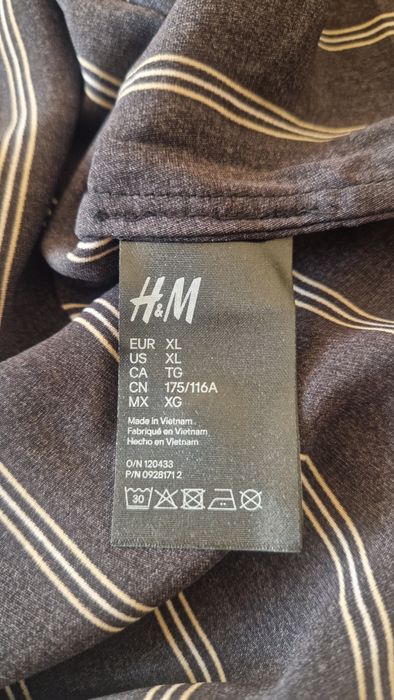 H&M
EUR XL
US XL
CA TG
CN 175/116A
MX XG
Made in Vietnam
Fabriqué en Vietnam
Hecho en Vietnam
O/N 120433
P/N 0928171 2
30